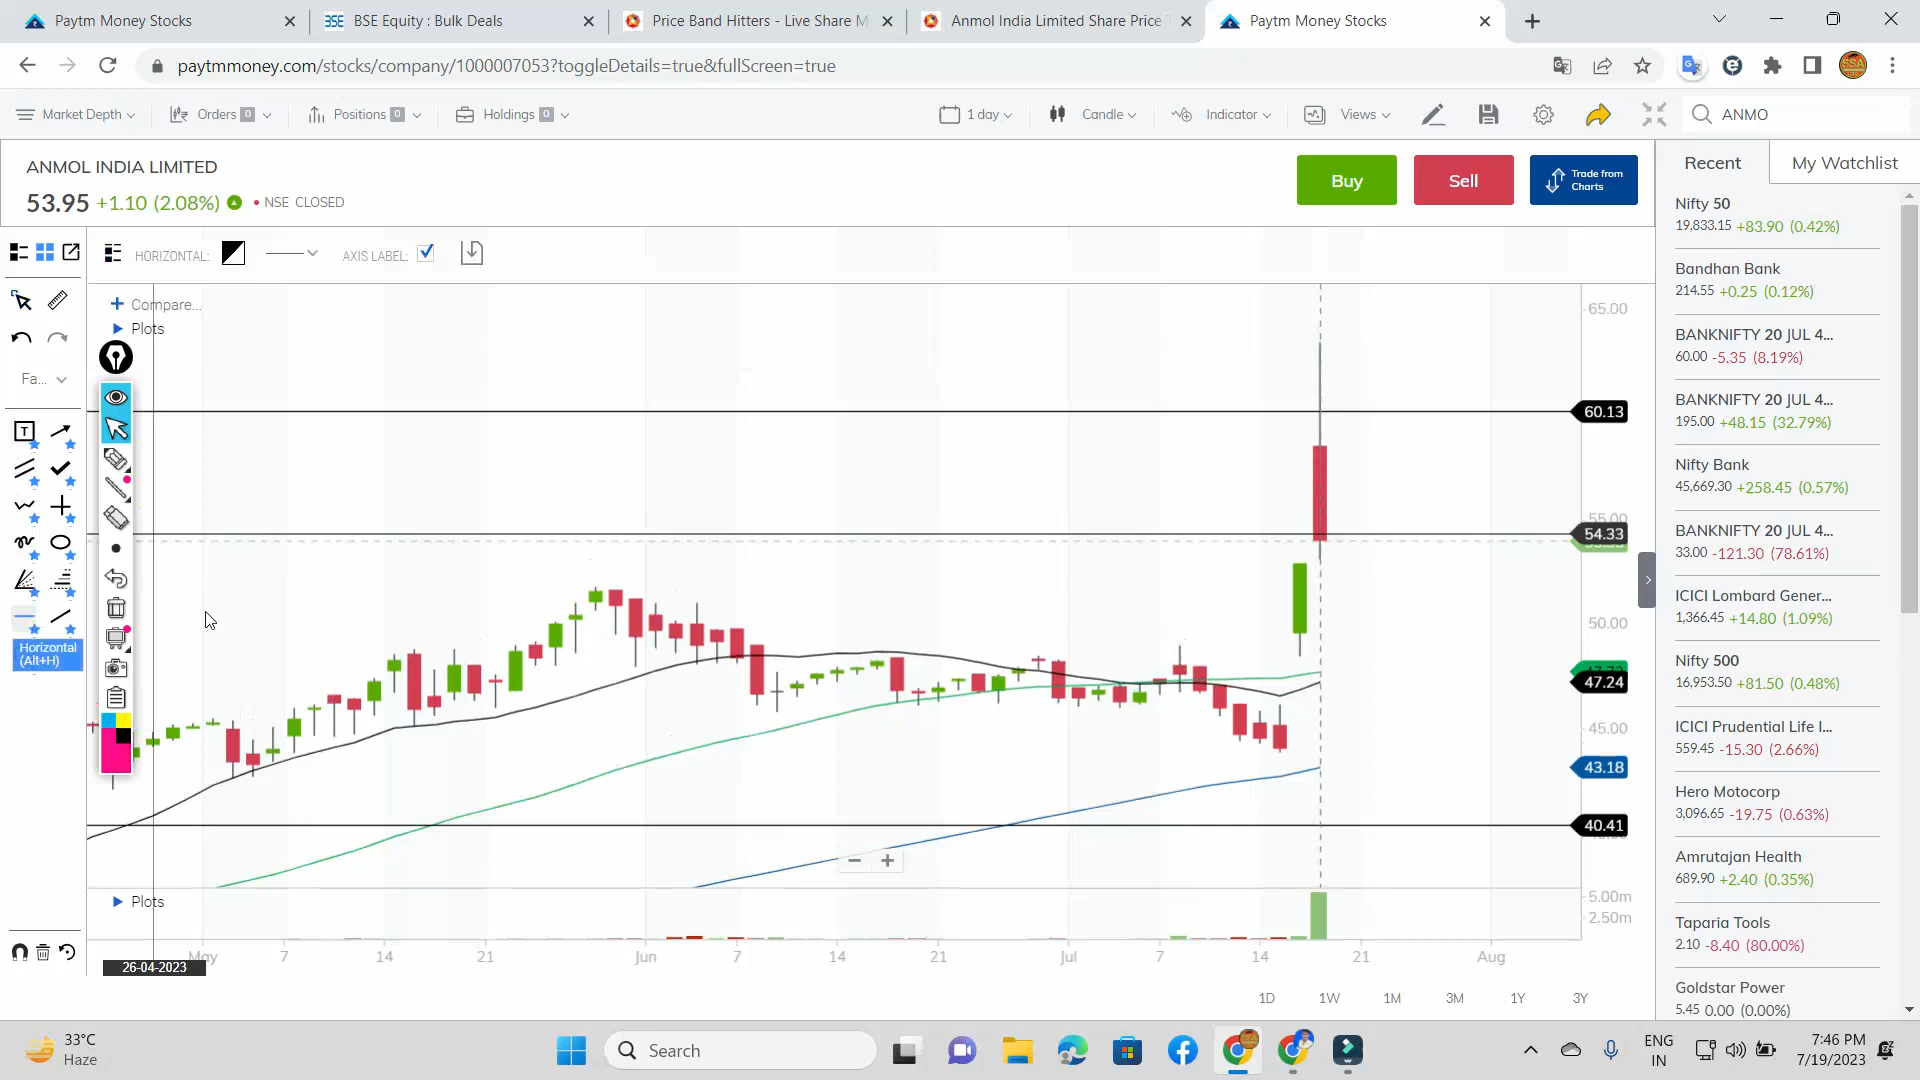 Paytm Money Stocks
BSE Equity : Bulk Deals
Price Band Hitters - Live Share M
Anmol India Limited Share Price
Paytm Money Stocks
paytmmoney.com/stocks/company/1000007053?toggleDetails=true&fullScreen=true
Market Depth
Orders 0
Positions 0
Holdings 0
1 day
Candle
Indicator
Views
ANMO
ANMOL INDIA LIMITED
53.95 +1.10 (2.08%) • NSE CLOSED
Buy
Sell
Trade from
Charts
Recent
My Watchlist
HORIZONTAL:
AXIS LABEL:
+ Compare...
Plots
Fa...
Horizontal
(Alt+H)
65.00
60.13
55.00
54.33
50.00
47.24
45.00
43.18
40.41
− +
Plots
5.00m
2.50m
May 7 14 21 Jun 7 14 21 Jul 7 14 21 Aug
26-04-2023
1D 1W 1M 3M 1Y 3Y
Nifty 50
19,833.15 +83.90 (0.42%)
Bandhan Bank
214.55 +0.25 (0.12%)
BANKNIFTY 20 JUL 4...
60.00 -5.35 (8.19%)
BANKNIFTY 20 JUL 4...
195.00 +48.15 (32.79%)
Nifty Bank
45,669.30 +258.45 (0.57%)
BANKNIFTY 20 JUL 4...
33.00 -121.30 (78.61%)
ICICI Lombard Gener...
1,366.45 +14.80 (1.09%)
Nifty 500
16,953.50 +81.50 (0.48%)
ICICI Prudential Life I...
559.45 -15.30 (2.66%)
Hero Motocorp
3,096.65 -19.75 (0.63%)
Amrutajan Health
689.90 +2.40 (0.35%)
Taparia Tools
2.10 -8.40 (80.00%)
Goldstar Power
5.45 0.00 (0.00%)
33°C
Haze
Search
ENG
IN
7:46 PM
7/19/2023